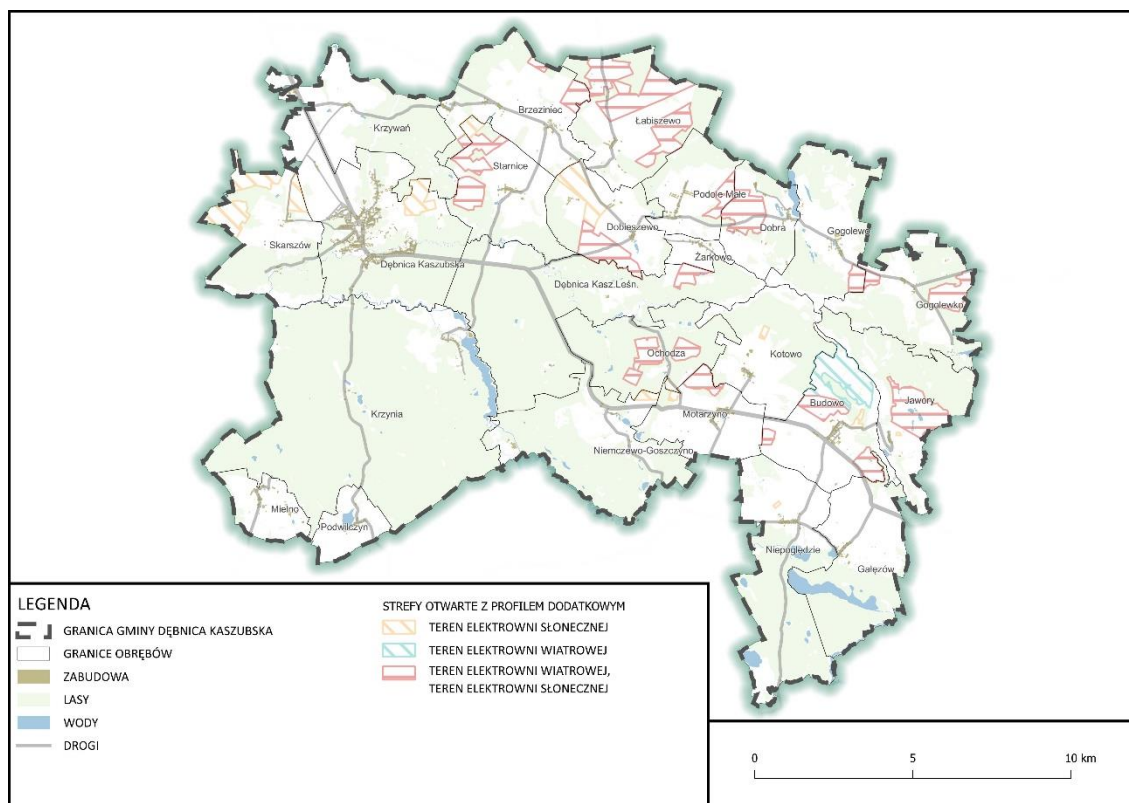 Brzeziniec
Łabiszewo
Krzywań
Starnice
Podole-Małe
Dobieszewo
Dobra
Gogolewo
Skarszów
Żarkowo
Dębnica Kaszubska
Dębnica Kasz.Leśn.
Gogolewko
Ochodza
Kotowo
Krzynia
Motarzyno
Budowo
Jawory
Niemczewo-Goszczyno
Mielno
Podwilczyn
Niepoględzie
Gałęzów
LEGENDA
GRANICA GMINY DĘBNICA KASZUBSKA
GRANICE OBRĘBÓW
ZABUDOWA
LASY
WODY
DROGI
STREFY OTWARTE Z PROFILEM DODATKOWYM
TEREN ELEKTROWNI SŁONECZNEJ
TEREN ELEKTROWNI WIATROWEJ
TEREN ELEKTROWNI WIATROWEJ,
TEREN ELEKTROWNI SŁONECZNEJ
0 5 10 km